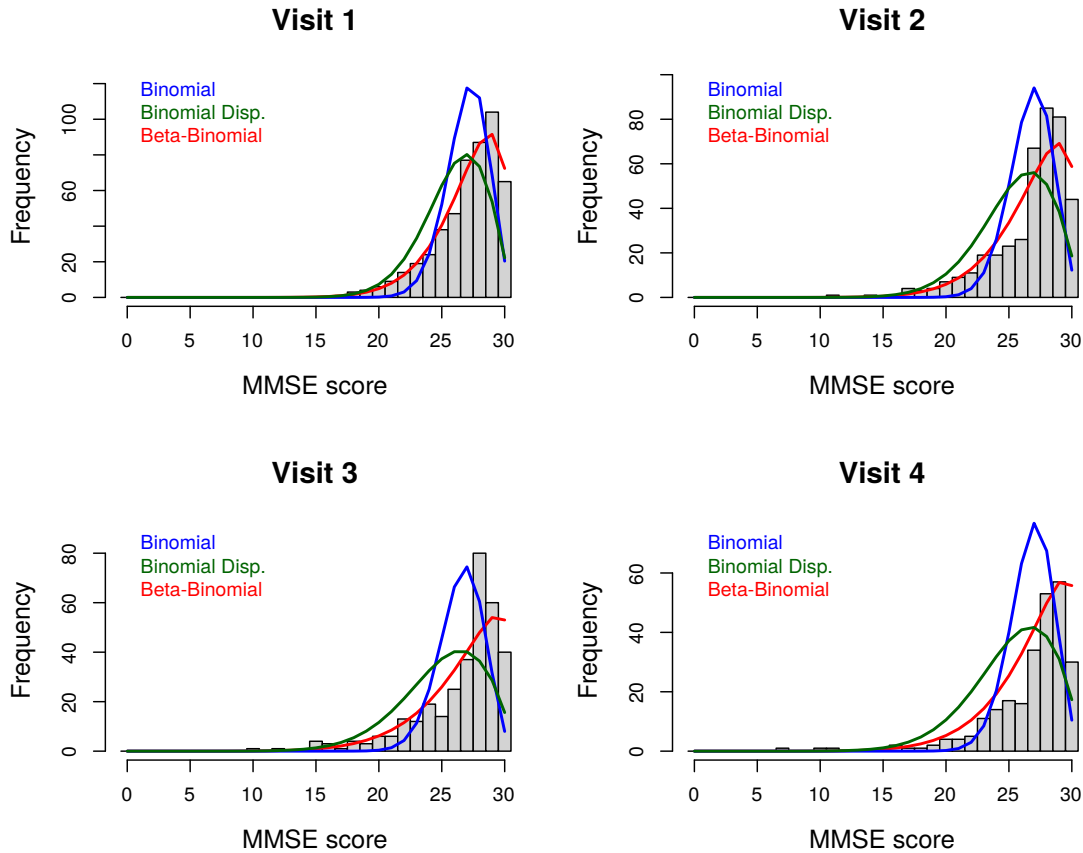 Visit 1
Binomial
Binomial Disp.
Beta-Binomial
Frequency
0 20 60 100
0 5 10 15 20 25 30
MMSE score
Visit 2
Binomial
Binomial Disp.
Beta-Binomial
Frequency
0 20 40 60 80
0 5 10 15 20 25 30
MMSE score
Visit 3
Binomial
Binomial Disp.
Beta-Binomial
Frequency
0 20 40 60 80
0 5 10 15 20 25 30
MMSE score
Visit 4
Binomial
Binomial Disp.
Beta-Binomial
Frequency
0 20 40 60
0 5 10 15 20 25 30
MMSE score